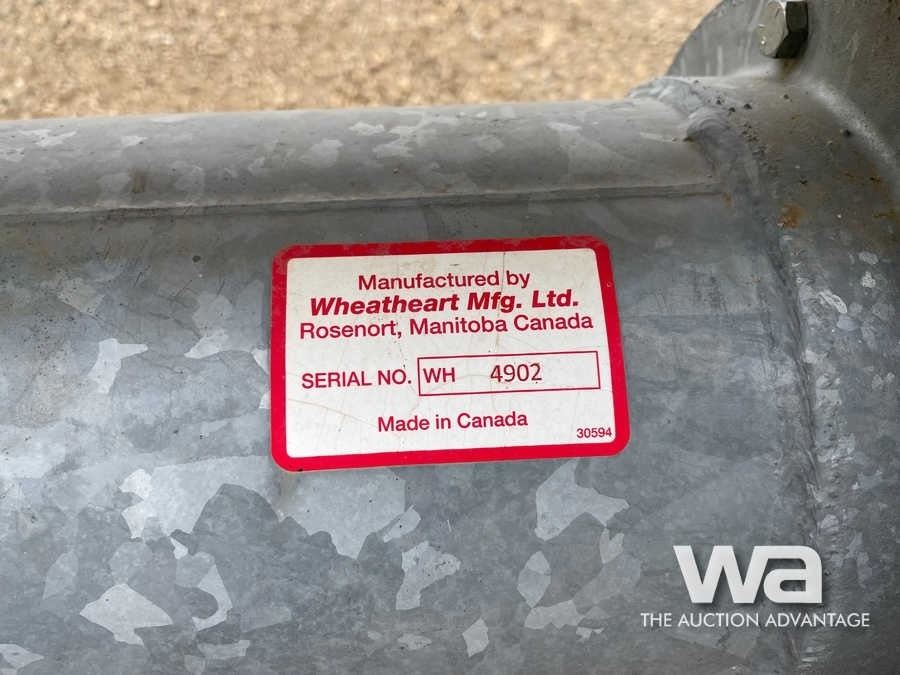 Manufactured by
Wheatheart Mfg. Ltd.
Rosenort, Manitoba Canada
SERIAL NO. WH 4902
Made in Canada
30594
wa
THE AUCTION ADVANTAGE